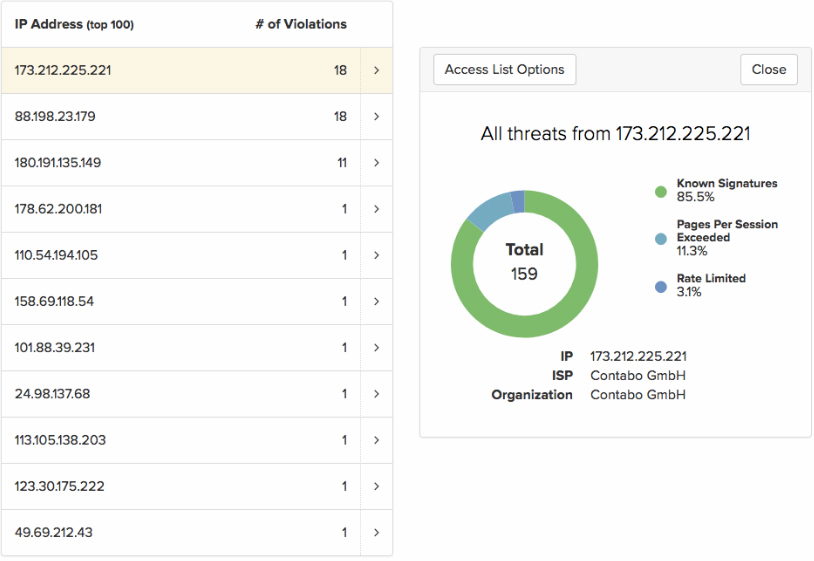 IP Address (top 100) # of Violations
173.212.225.221 18
88.198.23.179 18
180.191.135.149 11
178.62.200.181 1
110.54.194.105 1
158.69.118.54 1
101.88.39.231 1
24.98.137.68 1
113.105.138.203 1
123.30.175.222 1
49.69.212.43 1
Access List Options Close
All threats from 173.212.225.221
Total
159
Known Signatures
85.5%
Pages Per Session
Exceeded
11.3%
Rate Limited
3.1%
IP 173.212.225.221
ISP Contabo GmbH
Organization Contabo GmbH